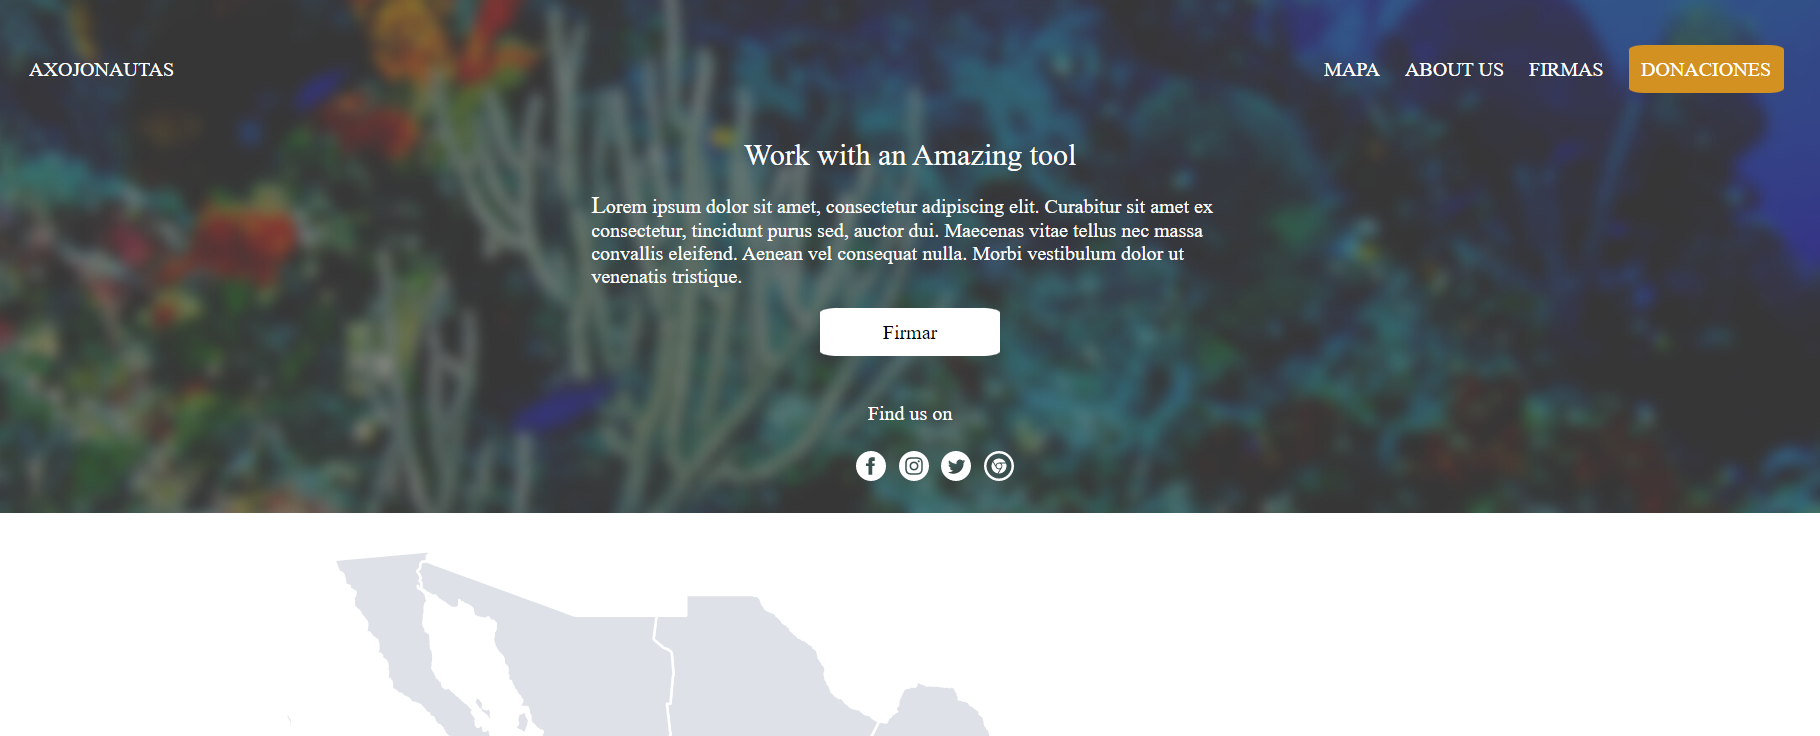 AXOJONAUTAS
MAPA ABOUT US FIRMAS DONACIONES
Work with an Amazing tool
Lorem ipsum dolor sit amet, consectetur adipiscing elit. Curabitur sit amet ex
consectetur, tincidunt purus sed, auctor dui. Maecenas vitae tellus nec massa
convallis eleifend. Aenean vel consequat nulla. Morbi vestibulum dolor ut
venenatis tristique.
Firmar
Find us on